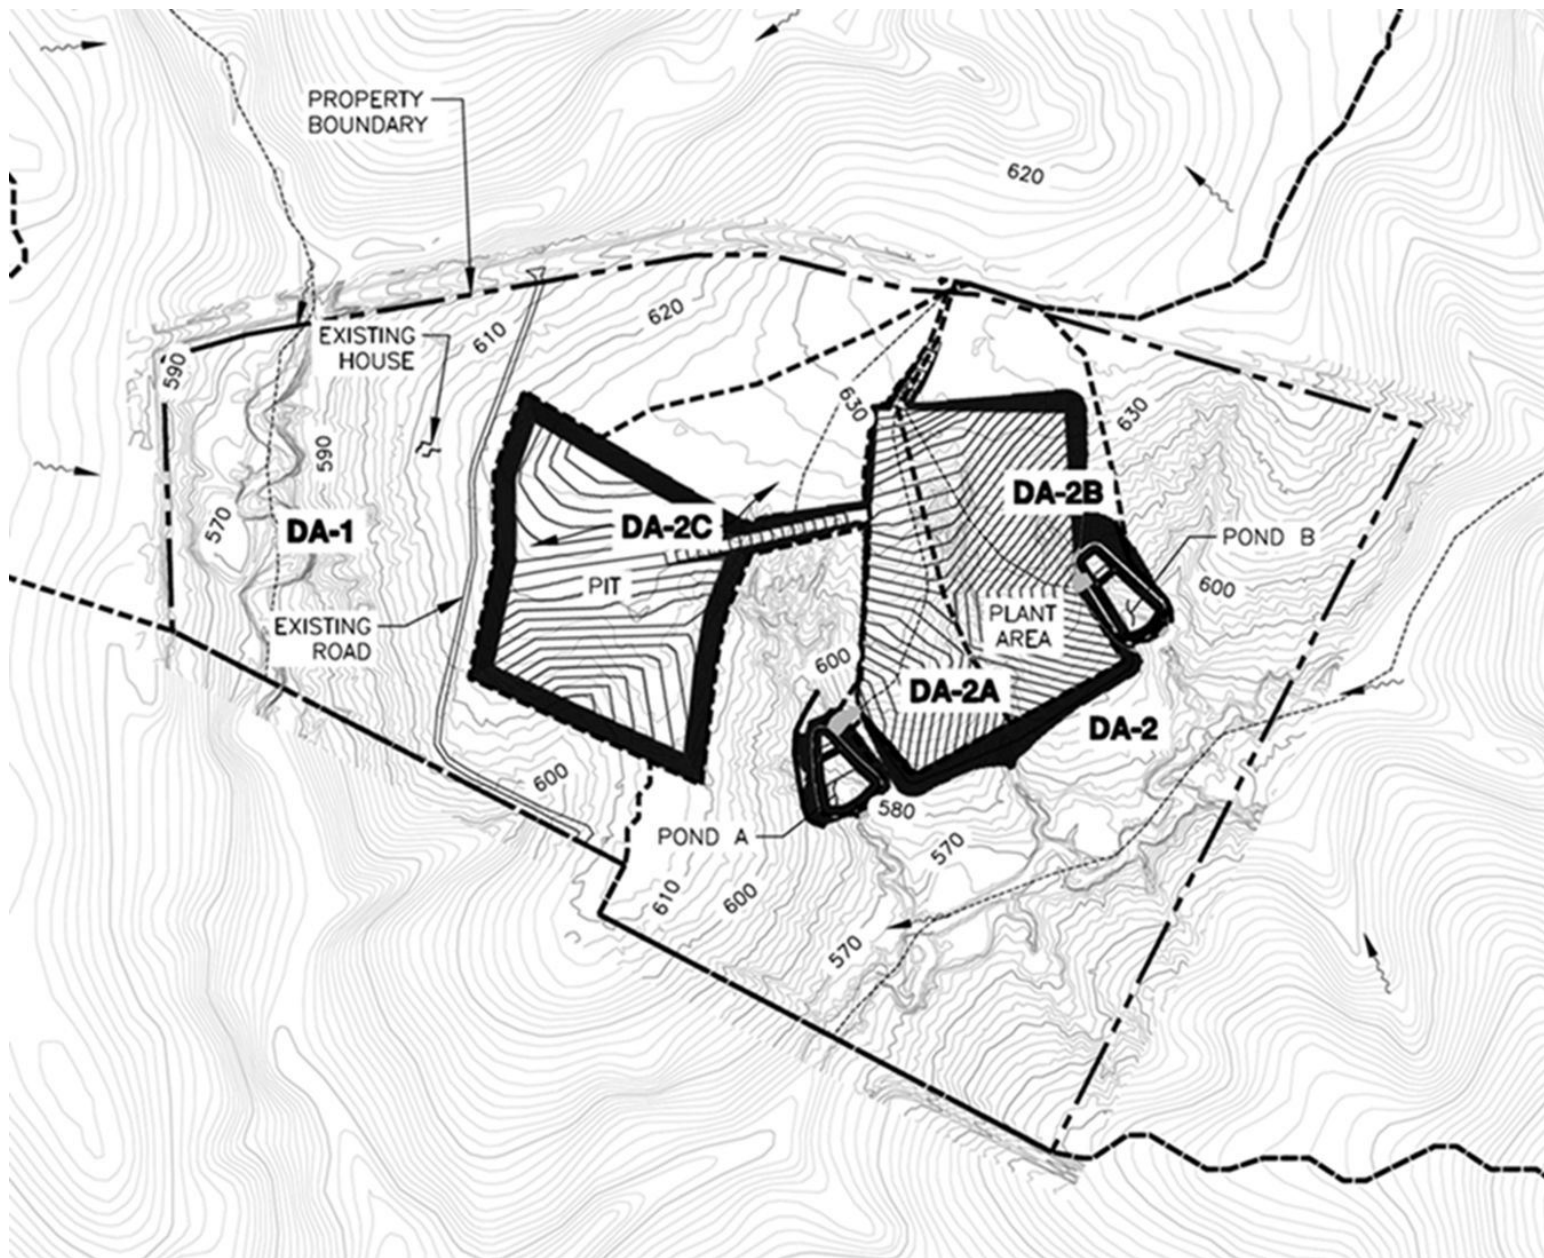 PROPERTY
BOUNDARY
620
EXISTING
HOUSE
610
620
590
630
630
590
570
DA-1
DA-2C
DA-2B
POND B
PIT
600
EXISTING
ROAD
PLANT
AREA
600
DA-2A
DA-2
600
580
POND A
570
610
600
570